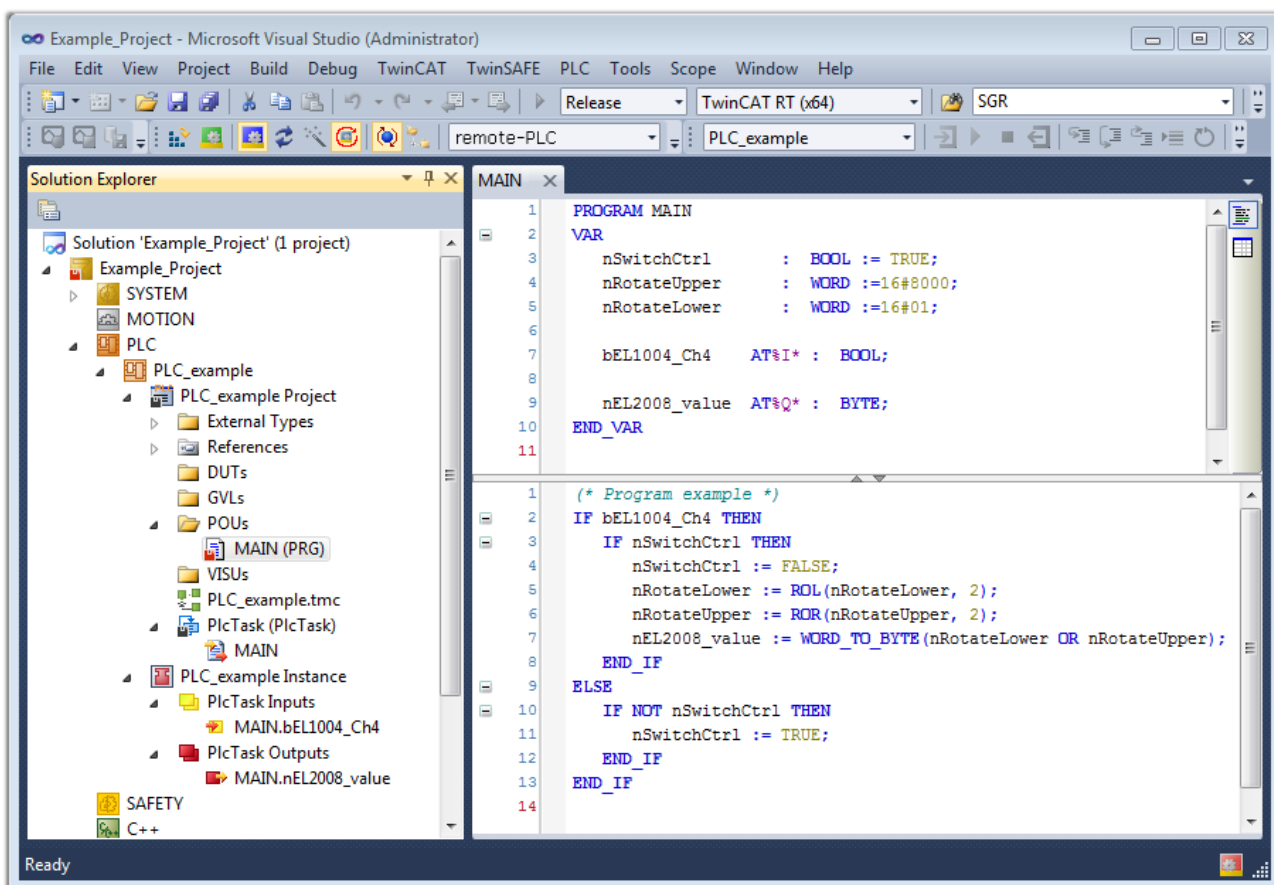 Example_Project - Microsoft Visual Studio (Administrator)
File Edit View Project Build Debug TwinCAT TwinSAFE PLC Tools Scope Window Help
Release TwinCAT RT (x64) SGR
remote-PLC PLC_example
Solution Explorer
Solution 'Example_Project' (1 project)
Example_Project
SYSTEM
MOTION
PLC
PLC_example
PLC_example Project
External Types
References
DUTs
GVLs
POUs
MAIN (PRG)
VISUs
PLC_example.tmc
PlcTask (PlcTask)
MAIN
PLC_example Instance
PlcTask Inputs
MAIN.bEL1004_Ch4
PlcTask Outputs
MAIN.nEL2008_value
SAFETY
C++
MAIN
1 PROGRAM MAIN
2 VAR
3 nSwitchCtrl : BOOL := TRUE;
4 nRotateUpper : WORD :=16#8000;
5 nRotateLower : WORD :=16#01;
6
7 bEL1004_Ch4 AT%I* : BOOL;
8
9 nEL2008_value AT%Q* : BYTE;
10 END_VAR
11
1 (* Program example *)
2 IF bEL1004_Ch4 THEN
3 IF nSwitchCtrl THEN
4 nSwitchCtrl := FALSE;
5 nRotateLower := ROL(nRotateLower, 2);
6 nRotateUpper := ROR(nRotateUpper, 2);
7 nEL2008_value := WORD_TO_BYTE(nRotateLower OR nRotateUpper);
8 END_IF
9 ELSE
10 IF NOT nSwitchCtrl THEN
11 nSwitchCtrl := TRUE;
12 END_IF
13 END_IF
14
Ready